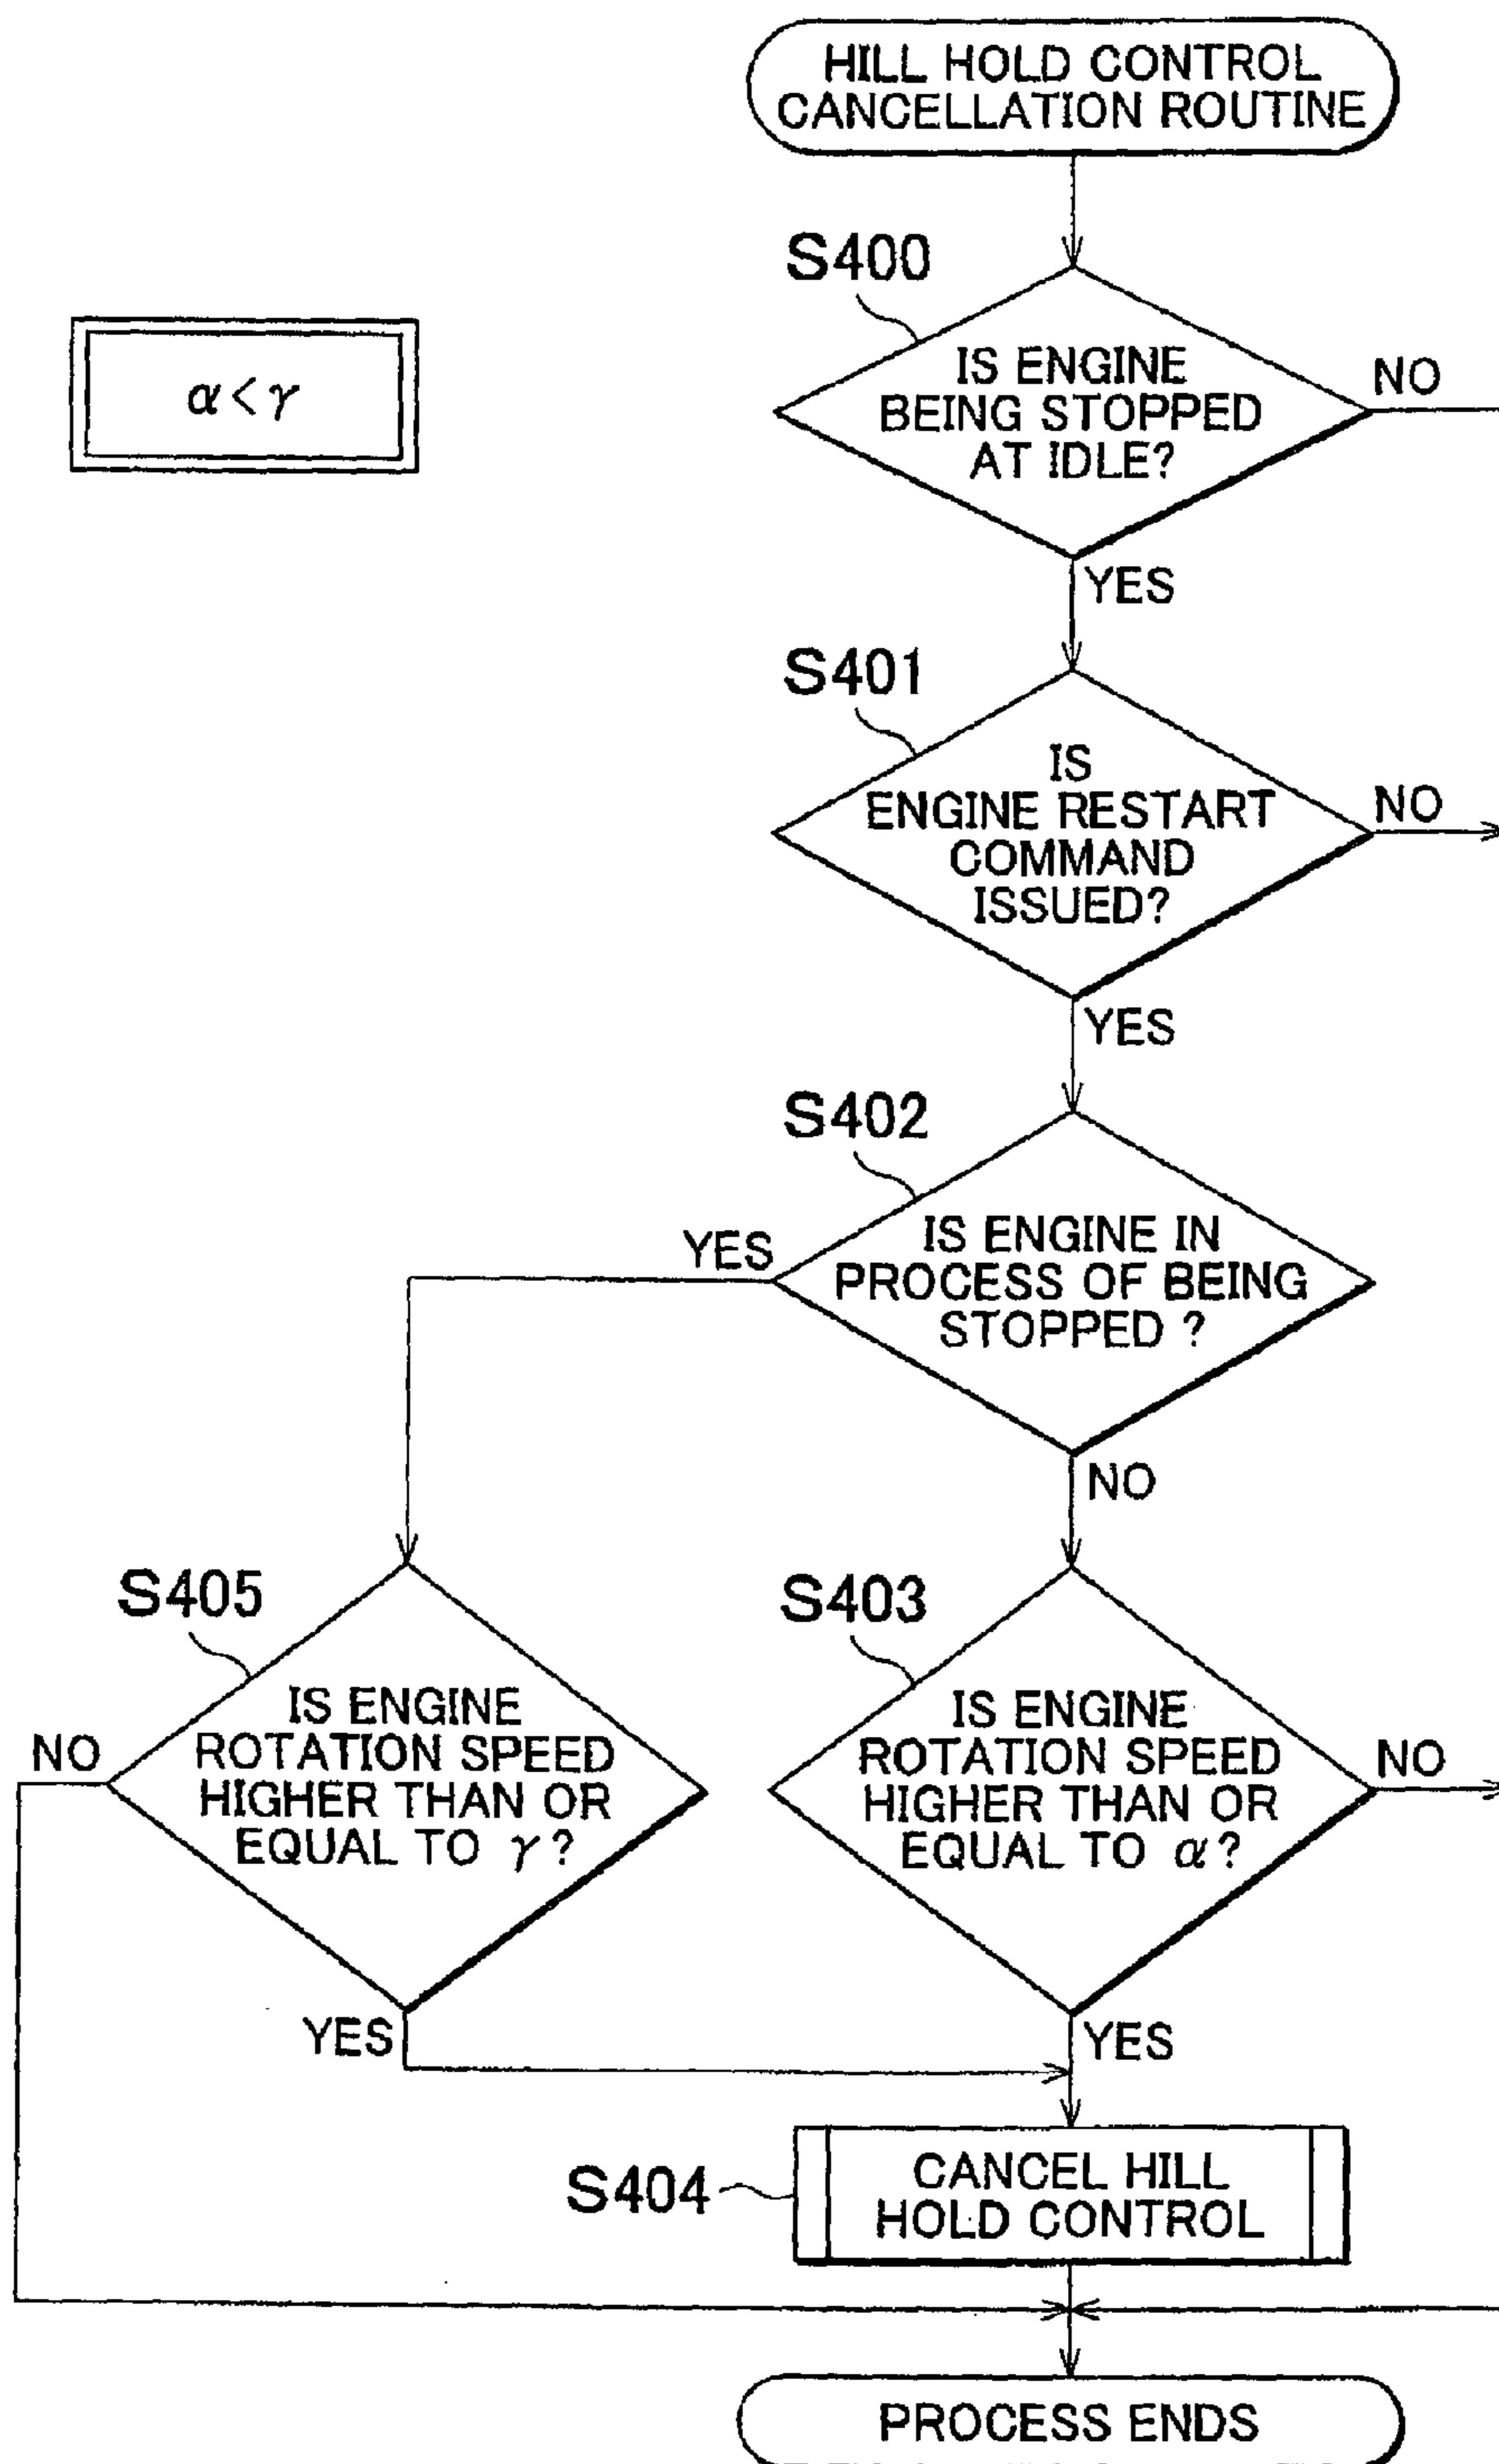 HILL HOLD CONTROL
CANCELLATION ROUTINE
S400
α<γ
IS ENGINE
BEING STOPPED
AT IDLE?
NO
YES
S401
IS
ENGINE RESTART
COMMAND
ISSUED?
NO
YES
S402
IS ENGINE IN
PROCESS OF BEING
STOPPED ?
YES
NO
S405
IS ENGINE
ROTATION SPEED
HIGHER THAN OR
EQUAL TO γ?
NO
YES
S403
IS ENGINE
ROTATION SPEED
HIGHER THAN OR
EQUAL TO α?
NO
YES
S404
CANCEL HILL
HOLD CONTROL
PROCESS ENDS